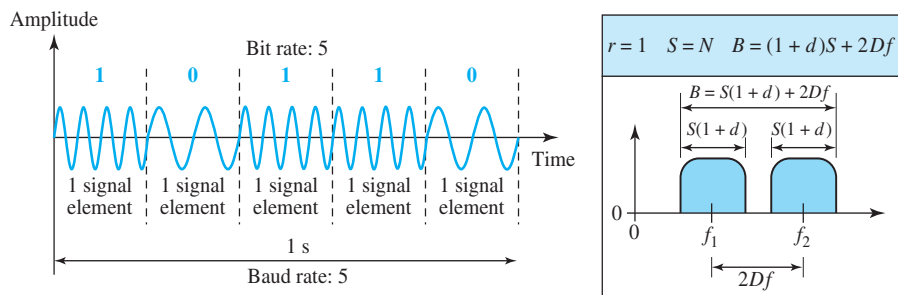 Amplitude
Bit rate: 5
1 0 1 1 0
Time
1 signal element
1 signal element
1 signal element
1 signal element
1 signal element
1 s
Baud rate: 5
r = 1 S = N B = (1 + d)S + 2Df
B = S(1 + d) + 2Df
S(1 + d) S(1 + d)
0
0
f₁ f₂
2Df